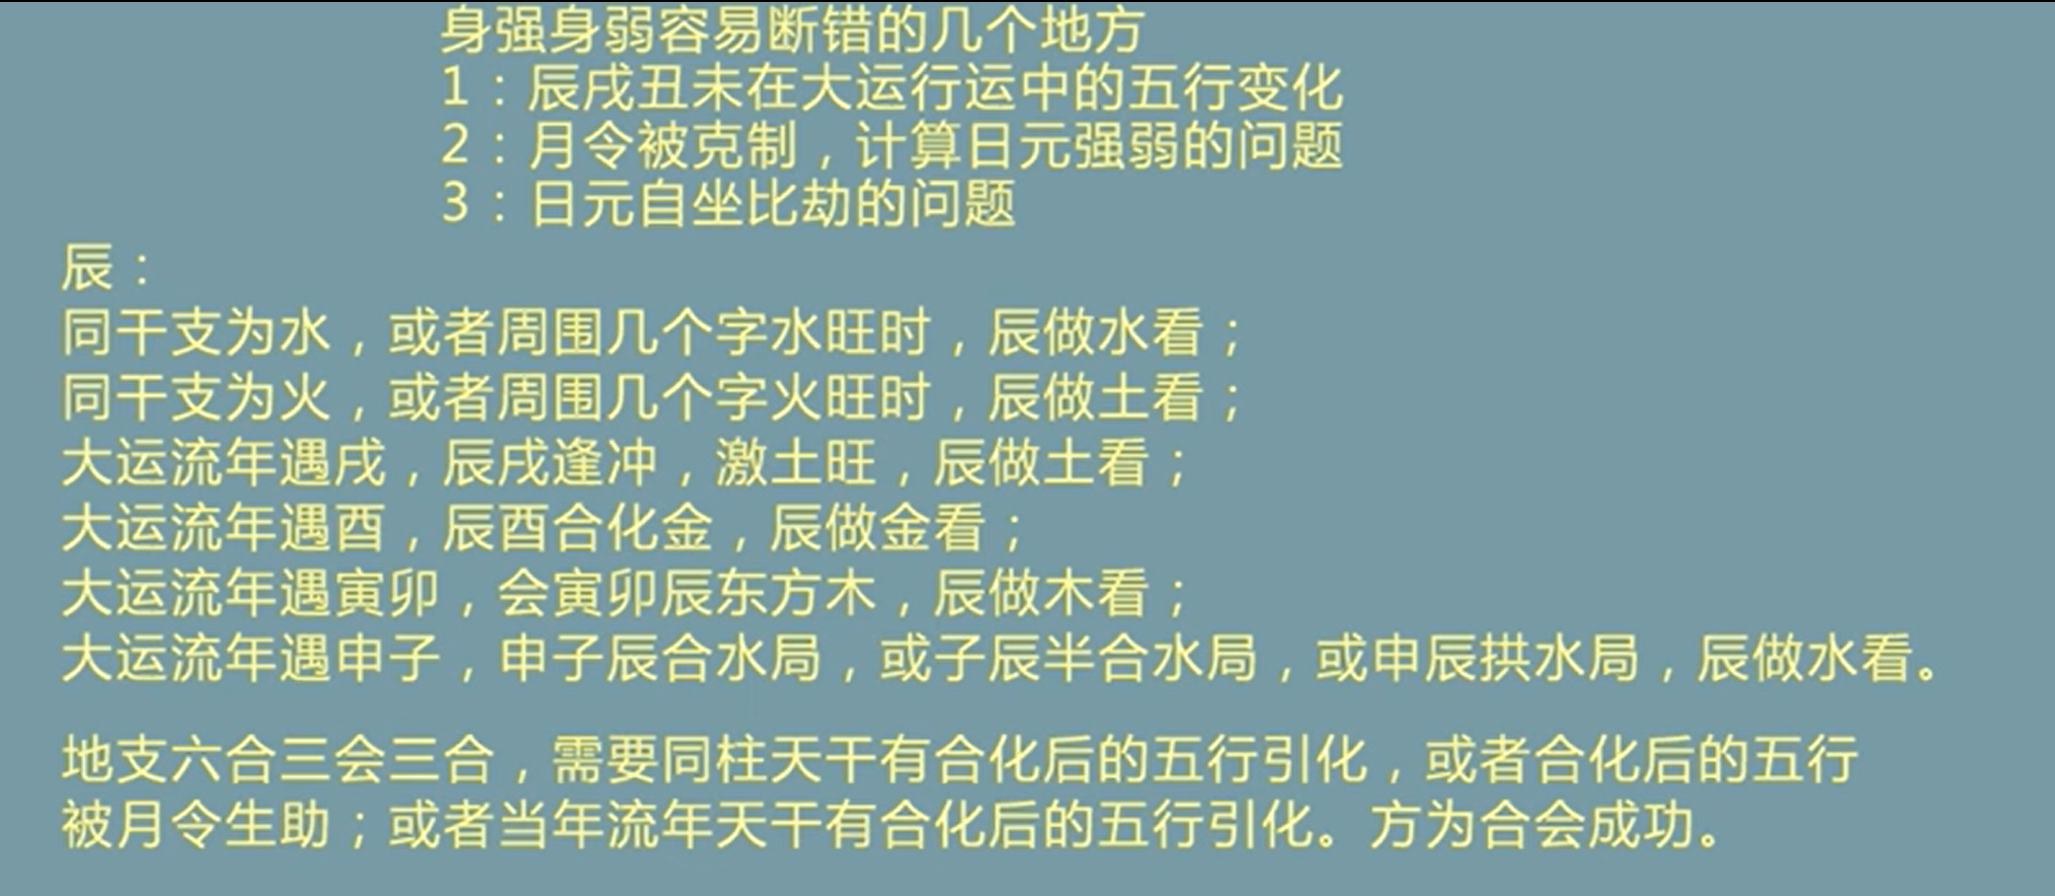 身强身弱容易断错的几个地方
1：辰戌丑未在大运行运中的五行变化
2：月令被克制，计算日元强弱的问题
3：日元自坐比劫的问题
辰：
同干支为水，或者周围几个字水旺时，辰做水看；
同干支为火，或者周围几个字火旺时，辰做土看；
大运流年遇戌，辰戌逢冲，激土旺，辰做土看；
大运流年遇酉，辰酉合化金，辰做金看；
大运流年遇寅卯，会寅卯辰东方木，辰做木看；
大运流年遇申子，申子辰合水局，或子辰半合水局，或申辰拱水局，辰做水看。
地支六合三会三合，需要同柱天干有合化后的五行引化，或者合化后的五行
被月令生助；或者当年流年天干有合化后的五行引化。方为合会成功。